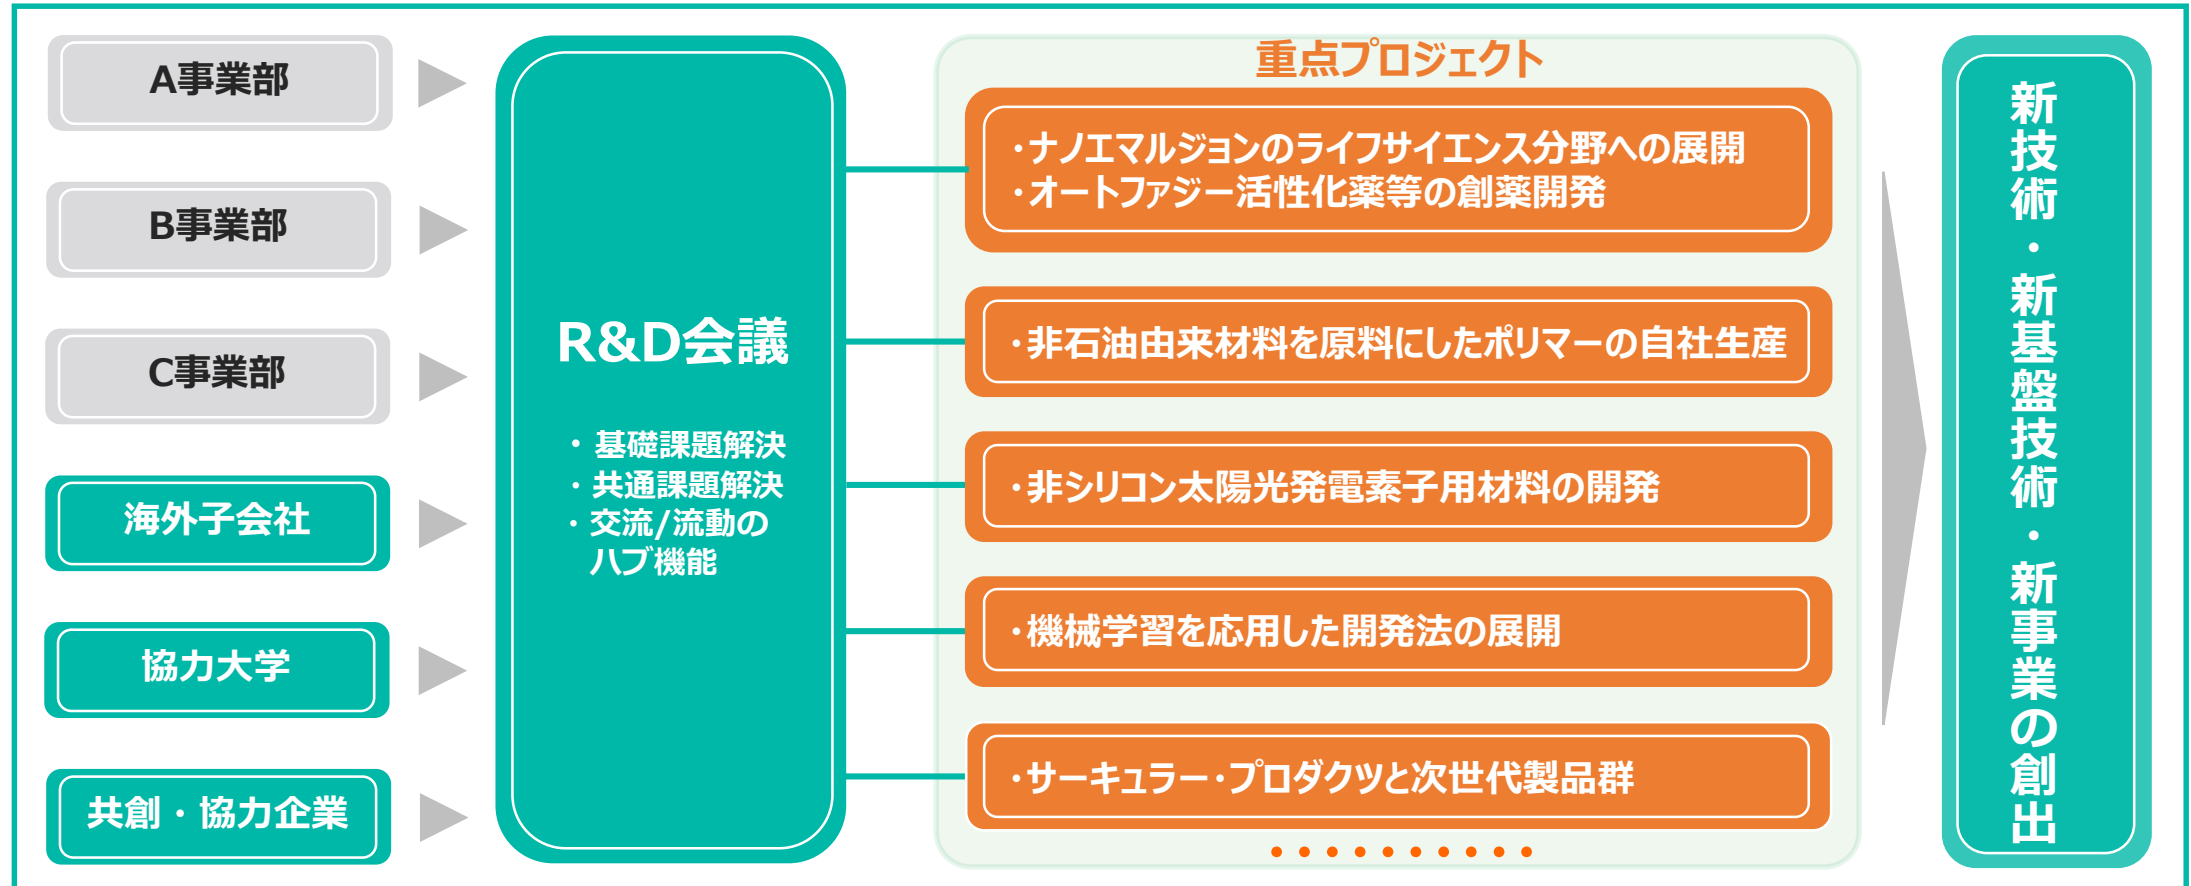 A事業部
B事業部
C事業部
海外子会社
協力大学
共創・協力企業
R&D会議
・基礎課題解決
・共通課題解決
・交流/流動の
ハブ機能
重点プロジェクト
・ナノエマルジョンのライフサイエンス分野への展開
・オートファジー活性化薬等の創薬開発
・非石油由来材料を原料にしたポリマーの自社生産
・非シリコン太陽光発電素子用材料の開発
・機械学習を応用した開発法の展開
・サーキュラー・プロダクツと次世代製品群
・・・・・・・・・・
新技術・新基盤技術・新事業の創出